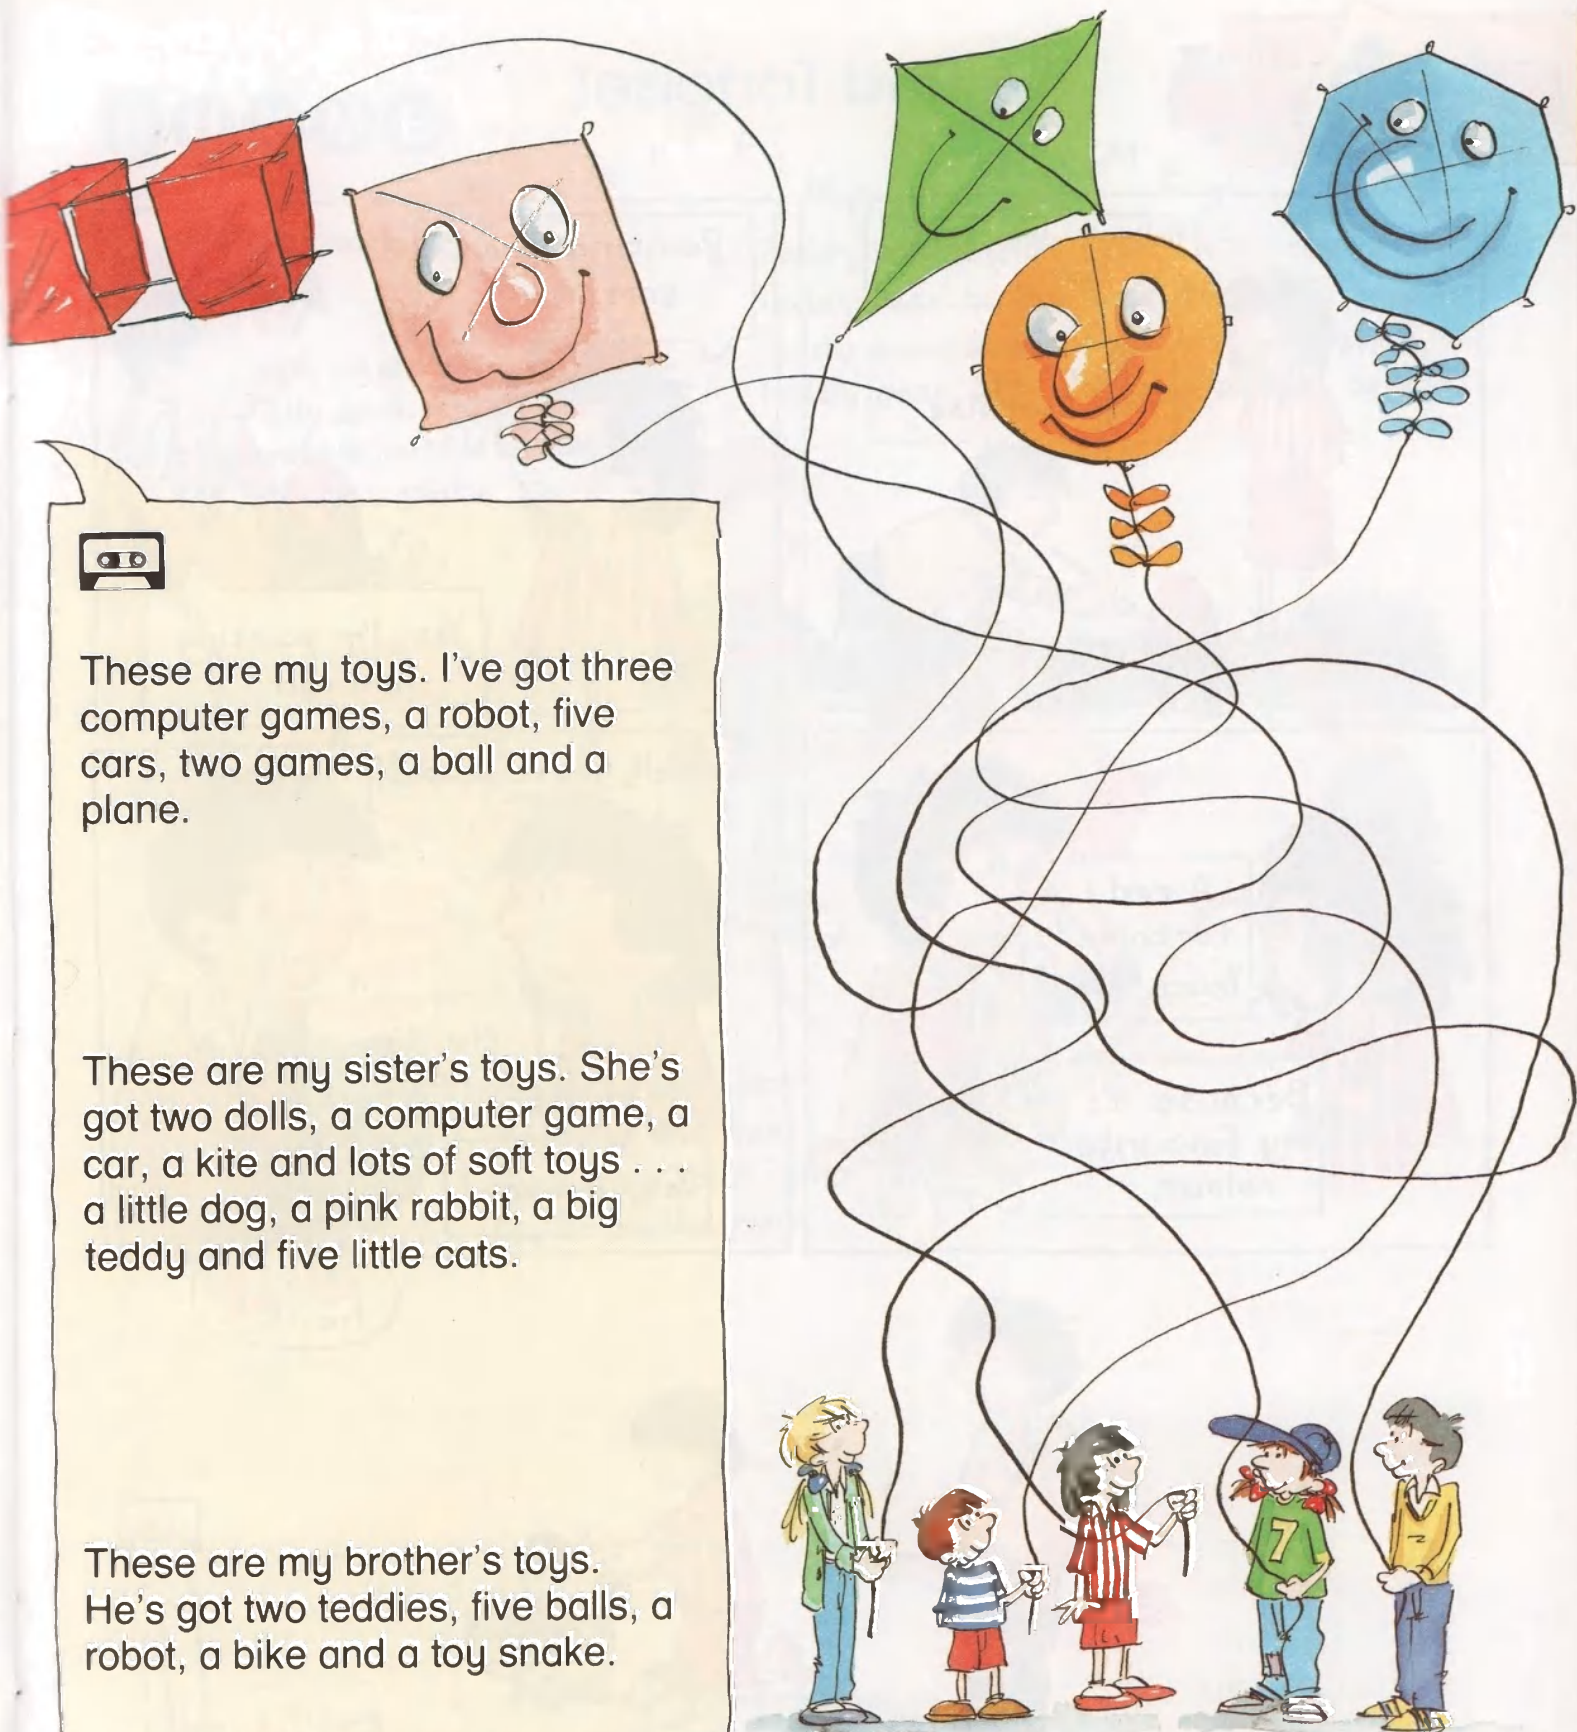 These are my toys. I've got three
computer games, a robot, five
cars, two games, a ball and a
plane.
These are my sister's toys. She's
got two dolls, a computer game, a
car, a kite and lots of soft toys . . .
a little dog, a pink rabbit, a big
teddy and five little cats.
These are my brother's toys.
He's got two teddies, five balls, a
robot, a bike and a toy snake.
7